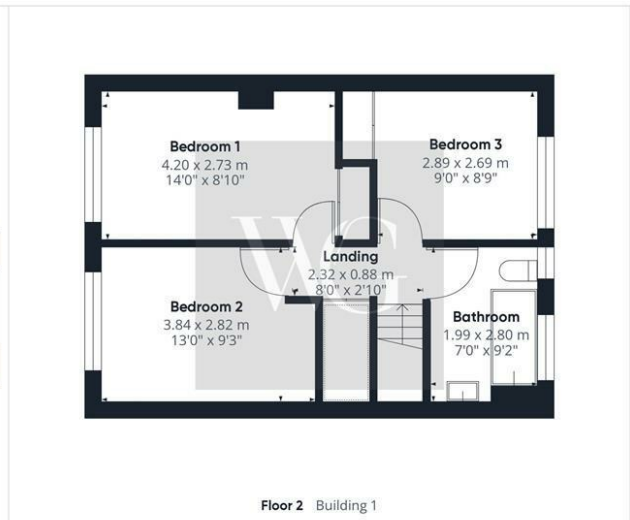 Bedroom 1
4.20 x 2.73 m
14'0" x 8'10"
Bedroom 3
2.89 x 2.69 m
9'0" x 8'9"
WG
Landing
2.32 x 0.88 m
8'0" x 2'10"
Bedroom 2
3.84 x 2.82 m
13'0" x 9'3"
Bathroom
1.99 x 2.80 m
7'0" x 9'2"
Floor 2 Building 1